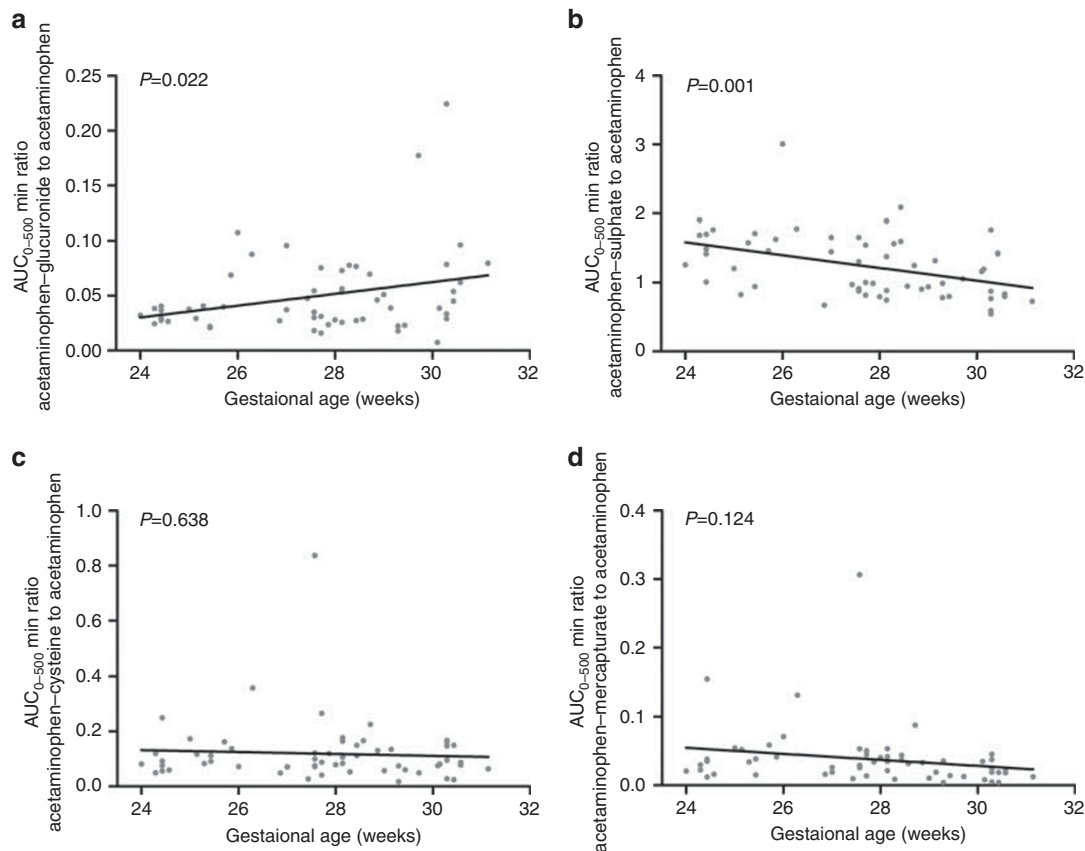 a
AUC0–500 min ratio
acetaminophen–glucuronide to acetaminophen
P=0.022
0.25
0.20
0.15
0.10
0.05
0.00
24 26 28 30 32
Gestaional age (weeks)
b
AUC0–500 min ratio
acetaminophen–sulphate to acetaminophen
P=0.001
4
3
2
1
0
24 26 28 30 32
Gestaional age (weeks)
c
AUC0–500 min ratio
acetaminophen–cysteine to acetaminophen
P=0.638
1.0
0.8
0.6
0.4
0.2
0.0
24 26 28 30 32
Gestaional age (weeks)
d
AUC0–500 min ratio
acetaminophen–mercapturate to acetaminophen
P=0.124
0.4
0.3
0.2
0.1
0.0
24 26 28 30 32
Gestaional age (weeks)